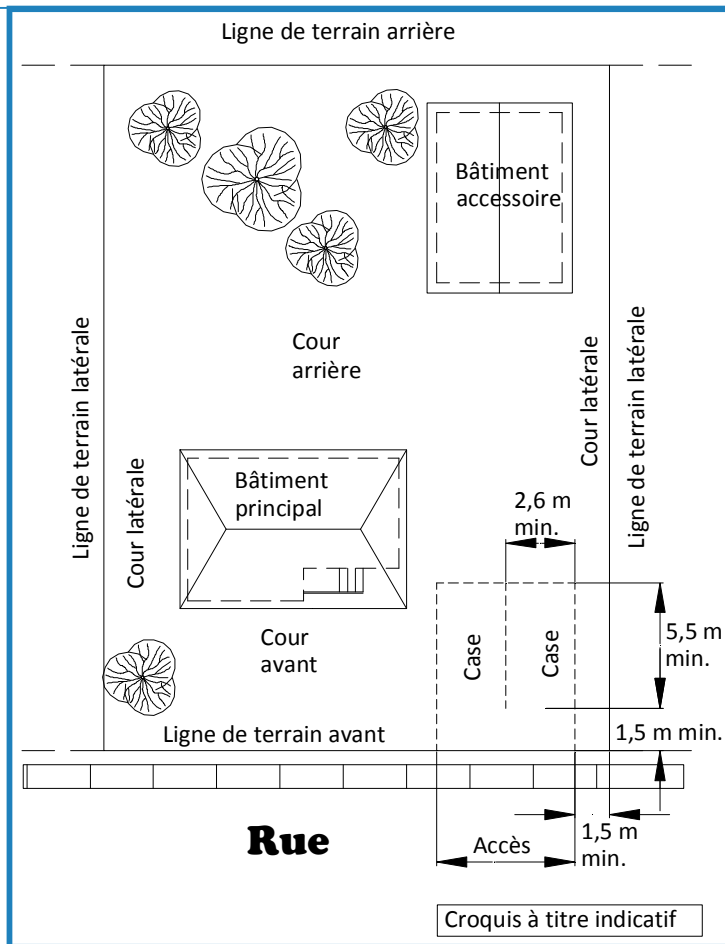 Ligne de terrain arrière
Bâtiment
accessoire
Cour
arrière
Ligne de terrain latérale
Cour latérale
Cour latérale
Ligne de terrain latérale
Bâtiment
principal
2,6 m
min.
Cour
avant
Case
Case
5,5 m
min.
Ligne de terrain avant
1,5 m min.
Rue
Accès
1,5 m
min.
Croquis à titre indicatif